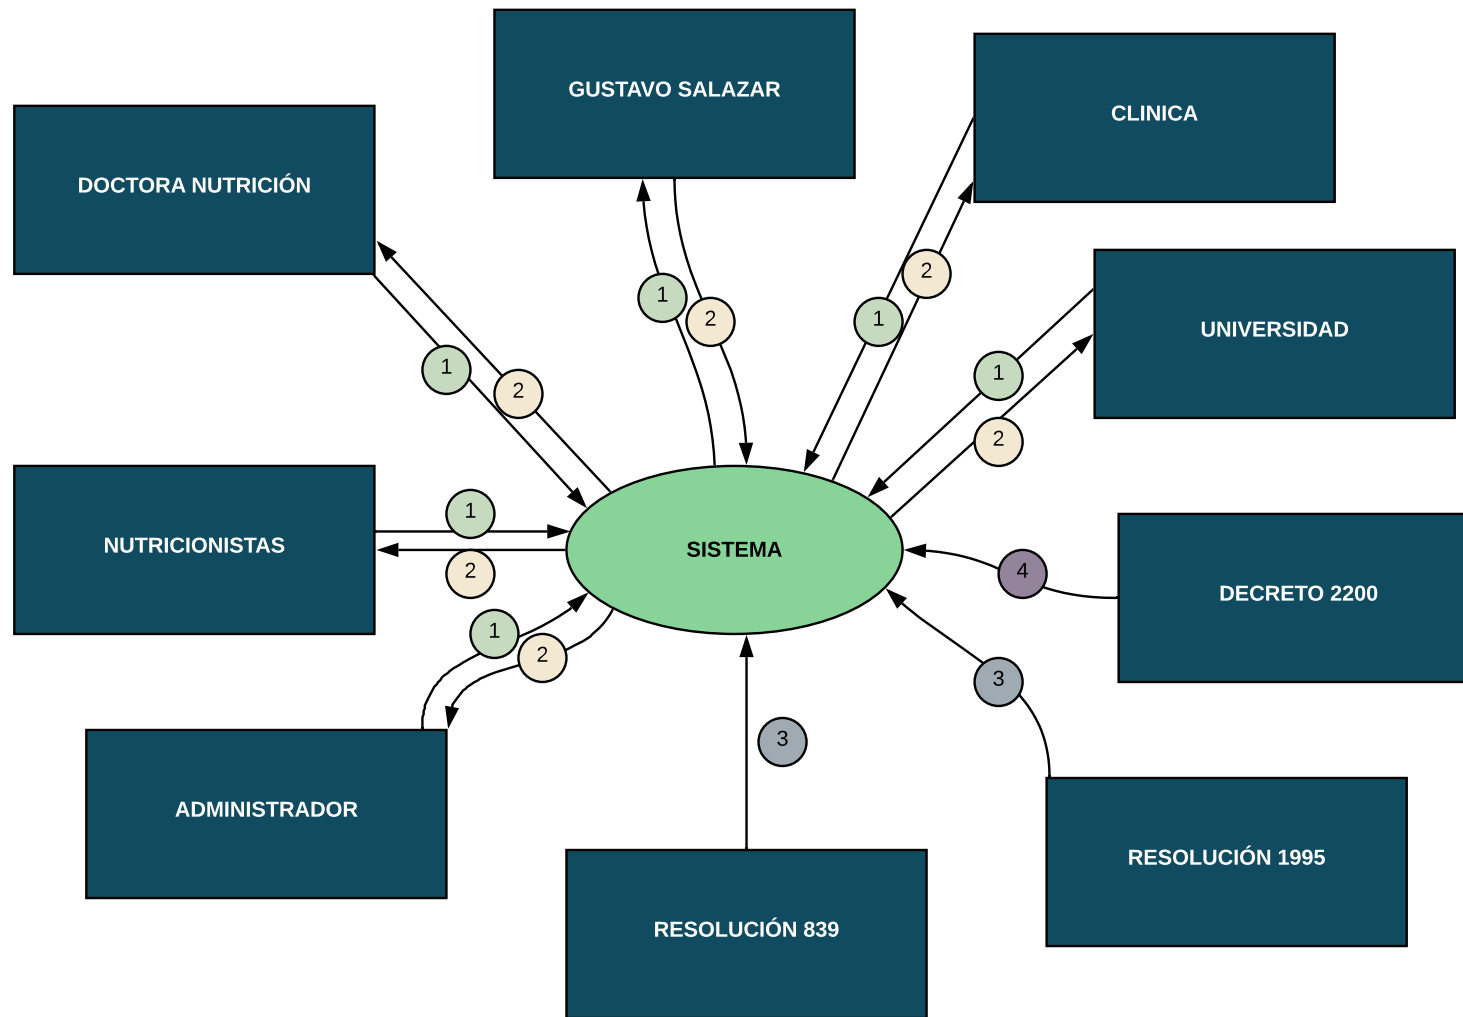 GUSTAVO SALAZAR
CLINICA
DOCTORA NUTRICIÓN
2
1
1
2
UNIVERSIDAD
1
2
1
1
2
2
NUTRICIONISTAS
1
2
SISTEMA
4
DECRETO 2200
1
2
3
3
ADMINISTRADOR
RESOLUCIÓN 1995
RESOLUCIÓN 839